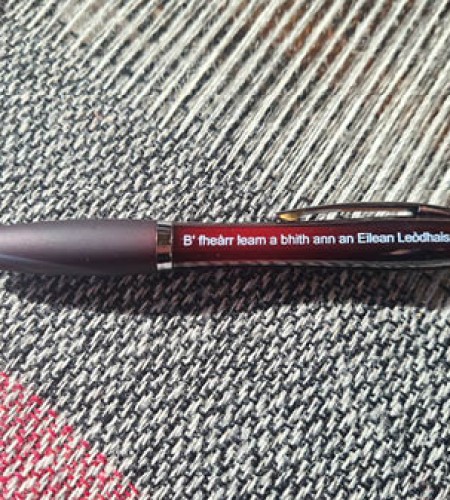 B' fheàrr leam a bhith ann an Eilean Leòdhais